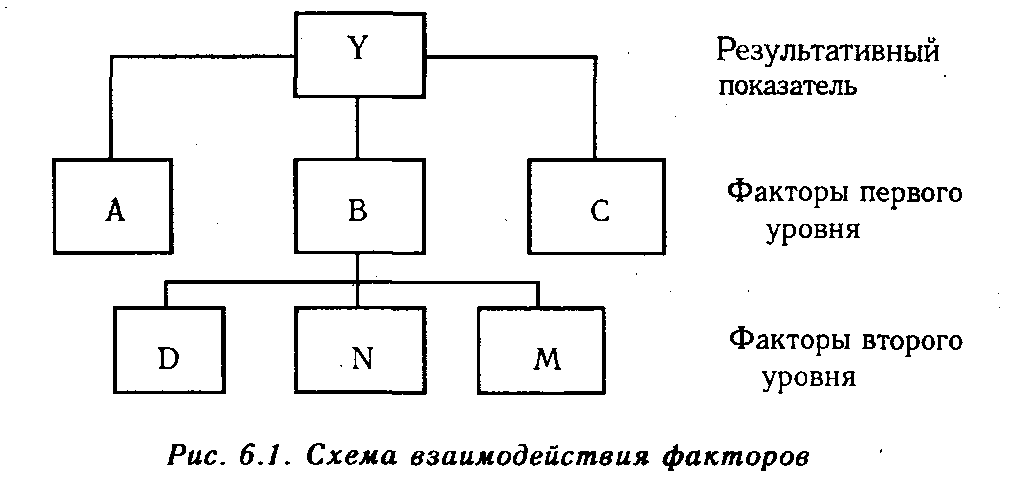 Y
Результативный
показатель
A
B
C
Факторы первого
уровня
D
N
M
Факторы второго
уровня
Рис. 6.1. Схема взаимодействия факторов